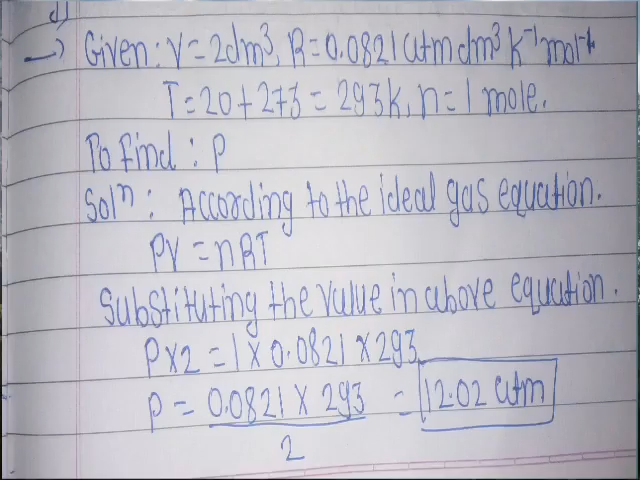 d)
→ Given: V = 2dm³, R = 0.0821 atm dm³ k⁻¹ mol⁻¹
T = 20 + 273 = 293k, n = 1 mole.
To find : P
Solⁿ : According to the ideal gas equation.
PV = nRT
Substituting the value in above equation.
P x 2 = 1 x 0.0821 x 293
P = 0.0821 x 293 / 2 = 12.02 atm